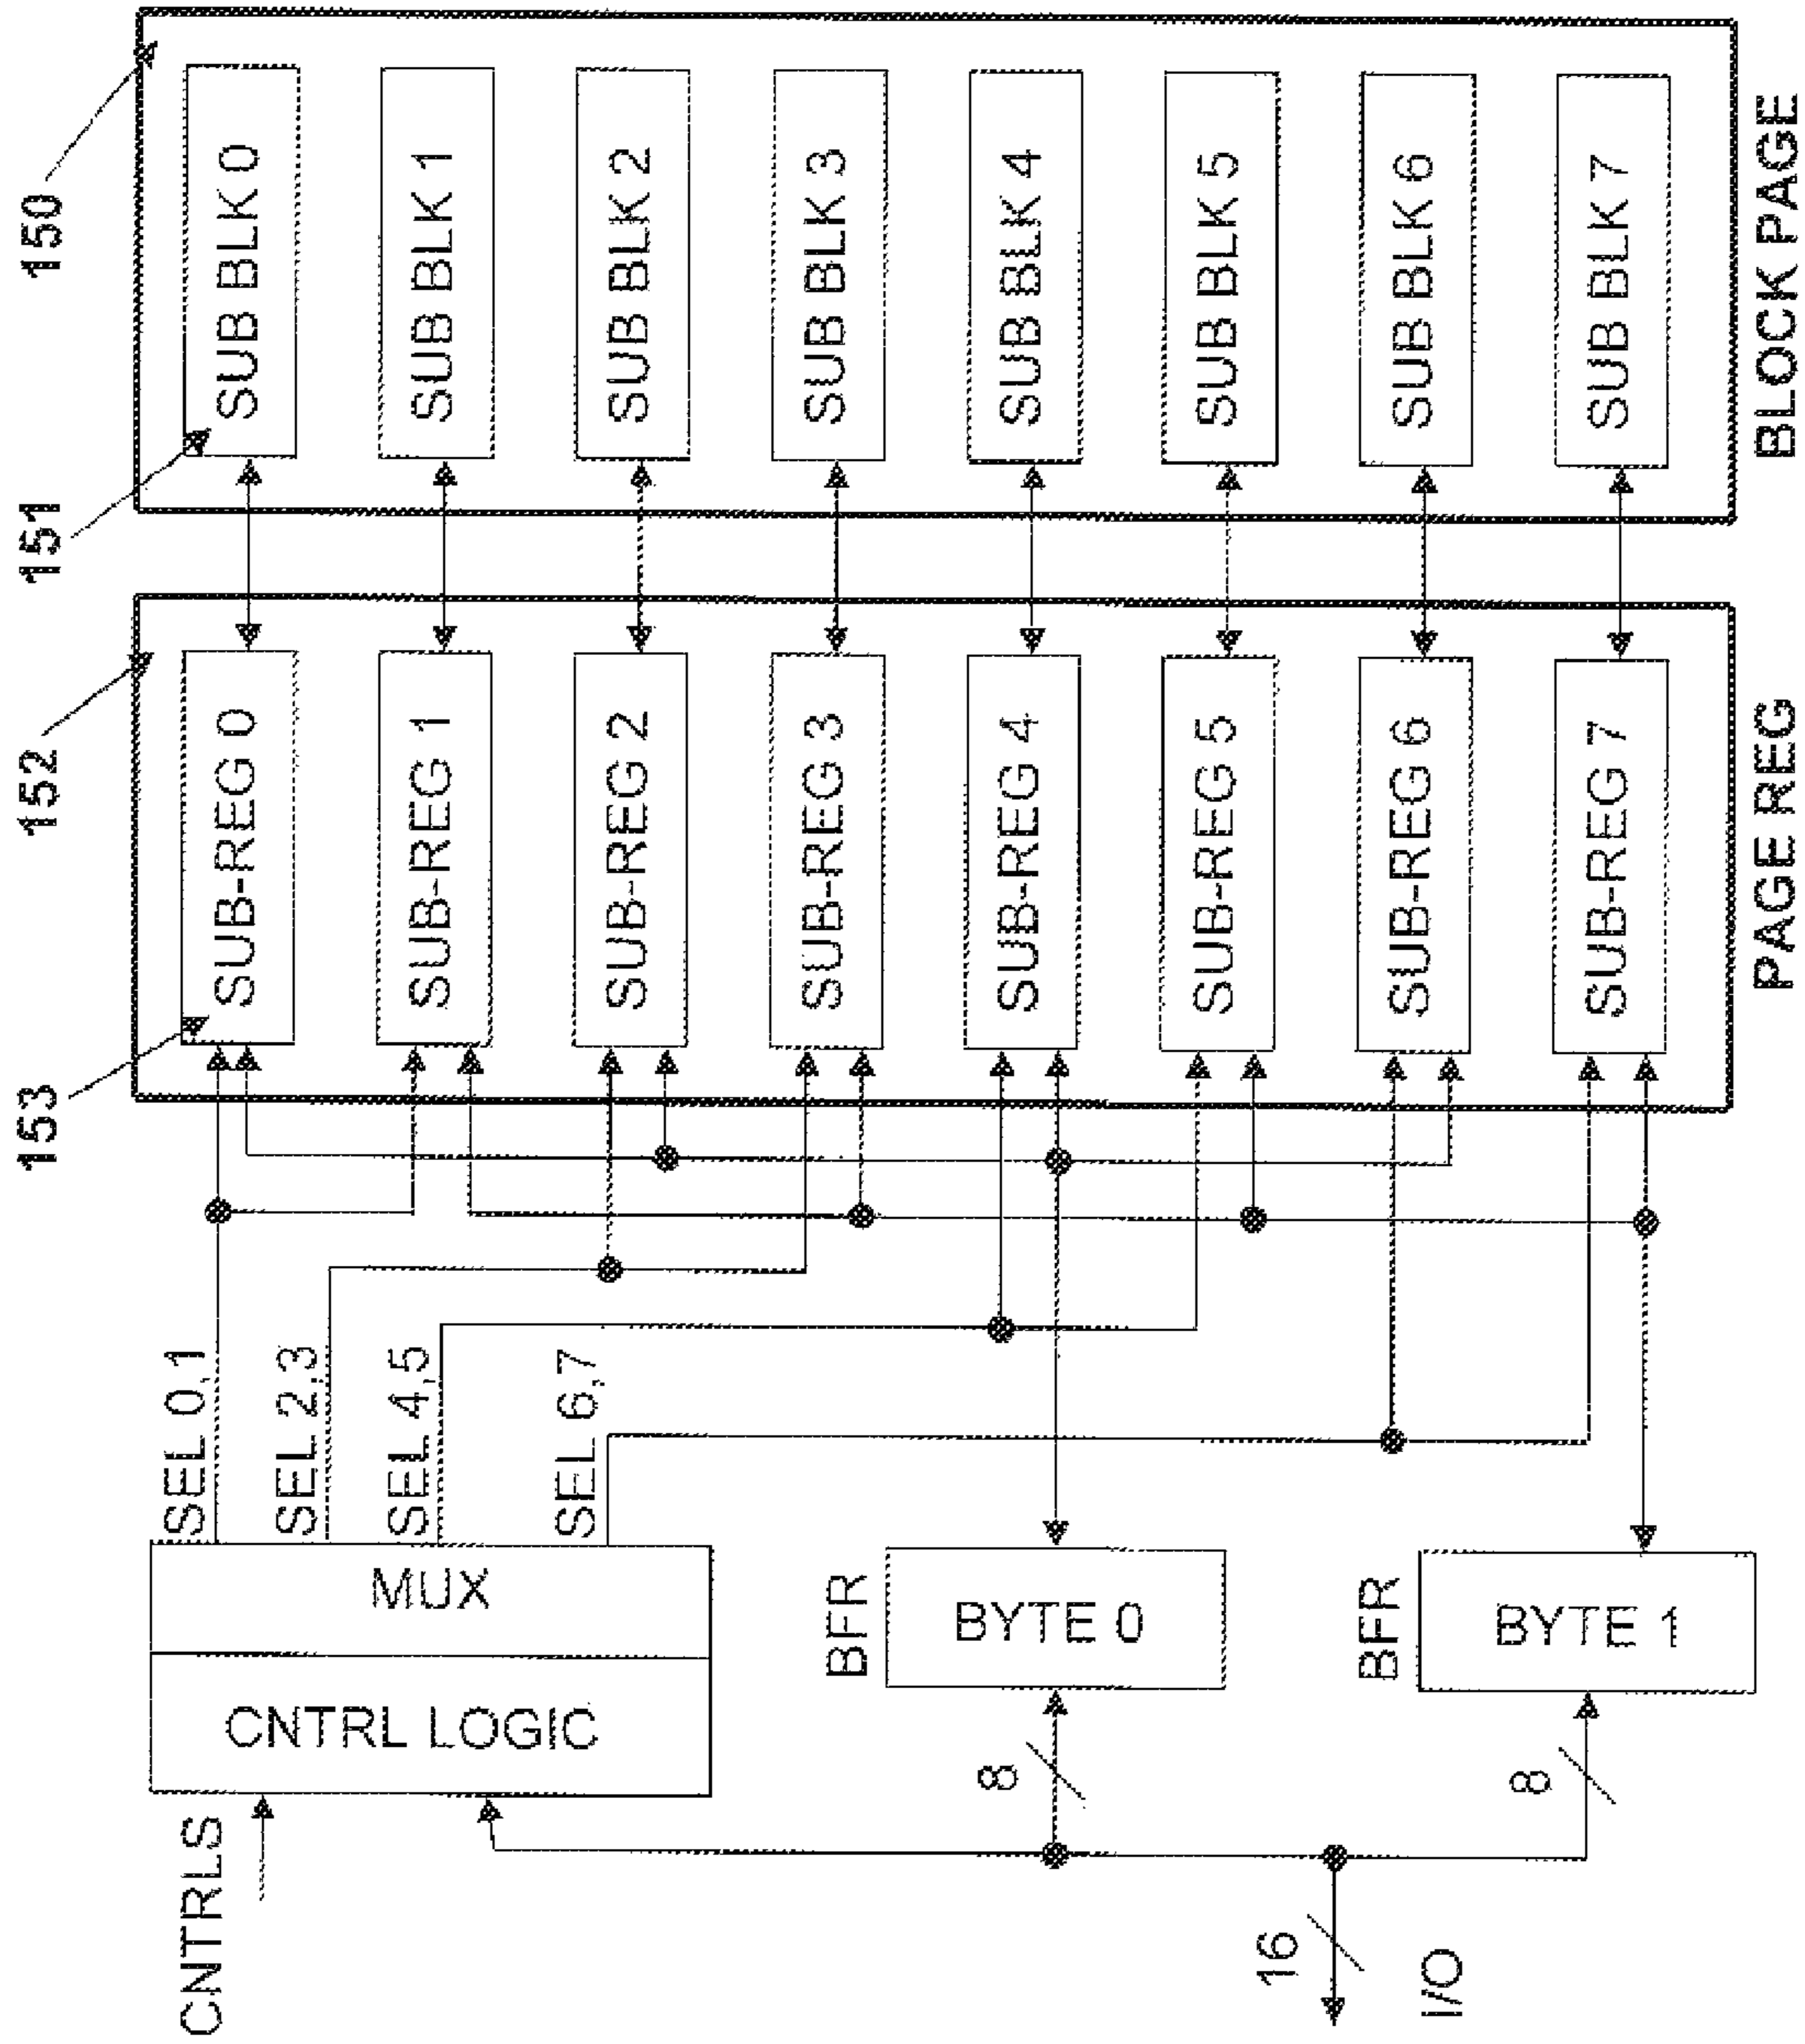 150
151
152
153
SUB BLK 0
SUB BLK 1
SUB BLK 2
SUB BLK 3
SUB BLK 4
SUB BLK 5
SUB BLK 6
SUB BLK 7
BLOCK PAGE
SUB-REG 0
SUB-REG 1
SUB-REG 2
SUB-REG 3
SUB-REG 4
SUB-REG 5
SUB-REG 6
SUB-REG 7
PAGE REG
SEL 0,1
SEL 2,3
SEL 4,5
SEL 6,7
MUX
CNTRL LOGIC
CNTRLS
BFR
BYTE 0
BFR
BYTE 1
8
8
16
I/O